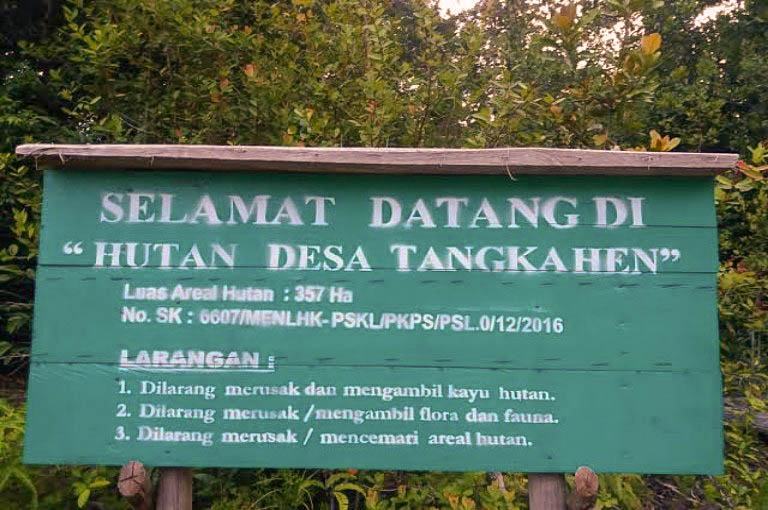 SELAMAT DATANG DI
“ HUTAN DESA TANGKAHEN”
Luas Areal Hutan : 357 Ha
No. SK : 6607/MENLHK- PSKL/PKPS/PSL.0/12/2016
LARANGAN :
1. Dilarang merusak dan mengambil kayu hutan.
2. Dilarang merusak /mengambil flora dan fauna.
3. Dilarang merusak / mencemari areal hutan.